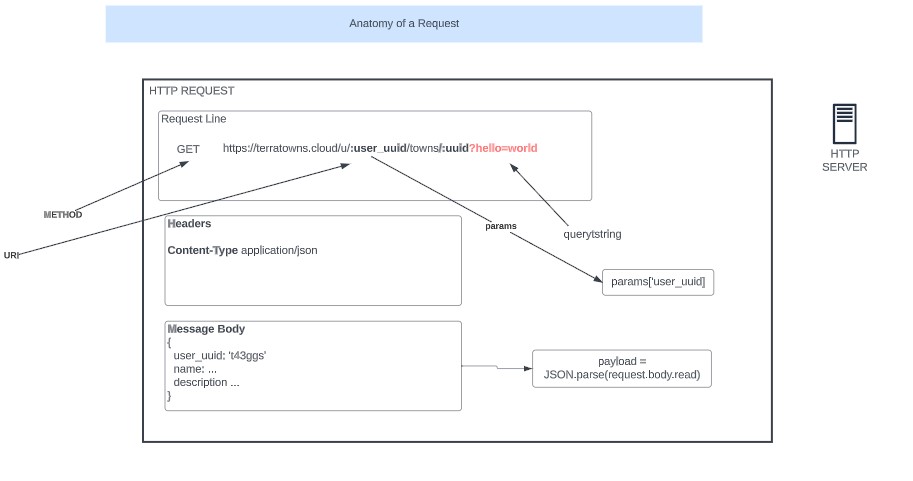 Anatomy of a Request
HTTP REQUEST
Request Line
GET https://terratowns.cloud/u/:user_uuid/towns/:uuid?hello=world
METHOD
URI
Headers
Content-Type application/json
params
querytstring
params['user_uuid]
Message Body
{
user_uuid: 't43ggs'
name: ...
description ...
}
payload =
JSON.parse(request.body.read)
HTTP
SERVER